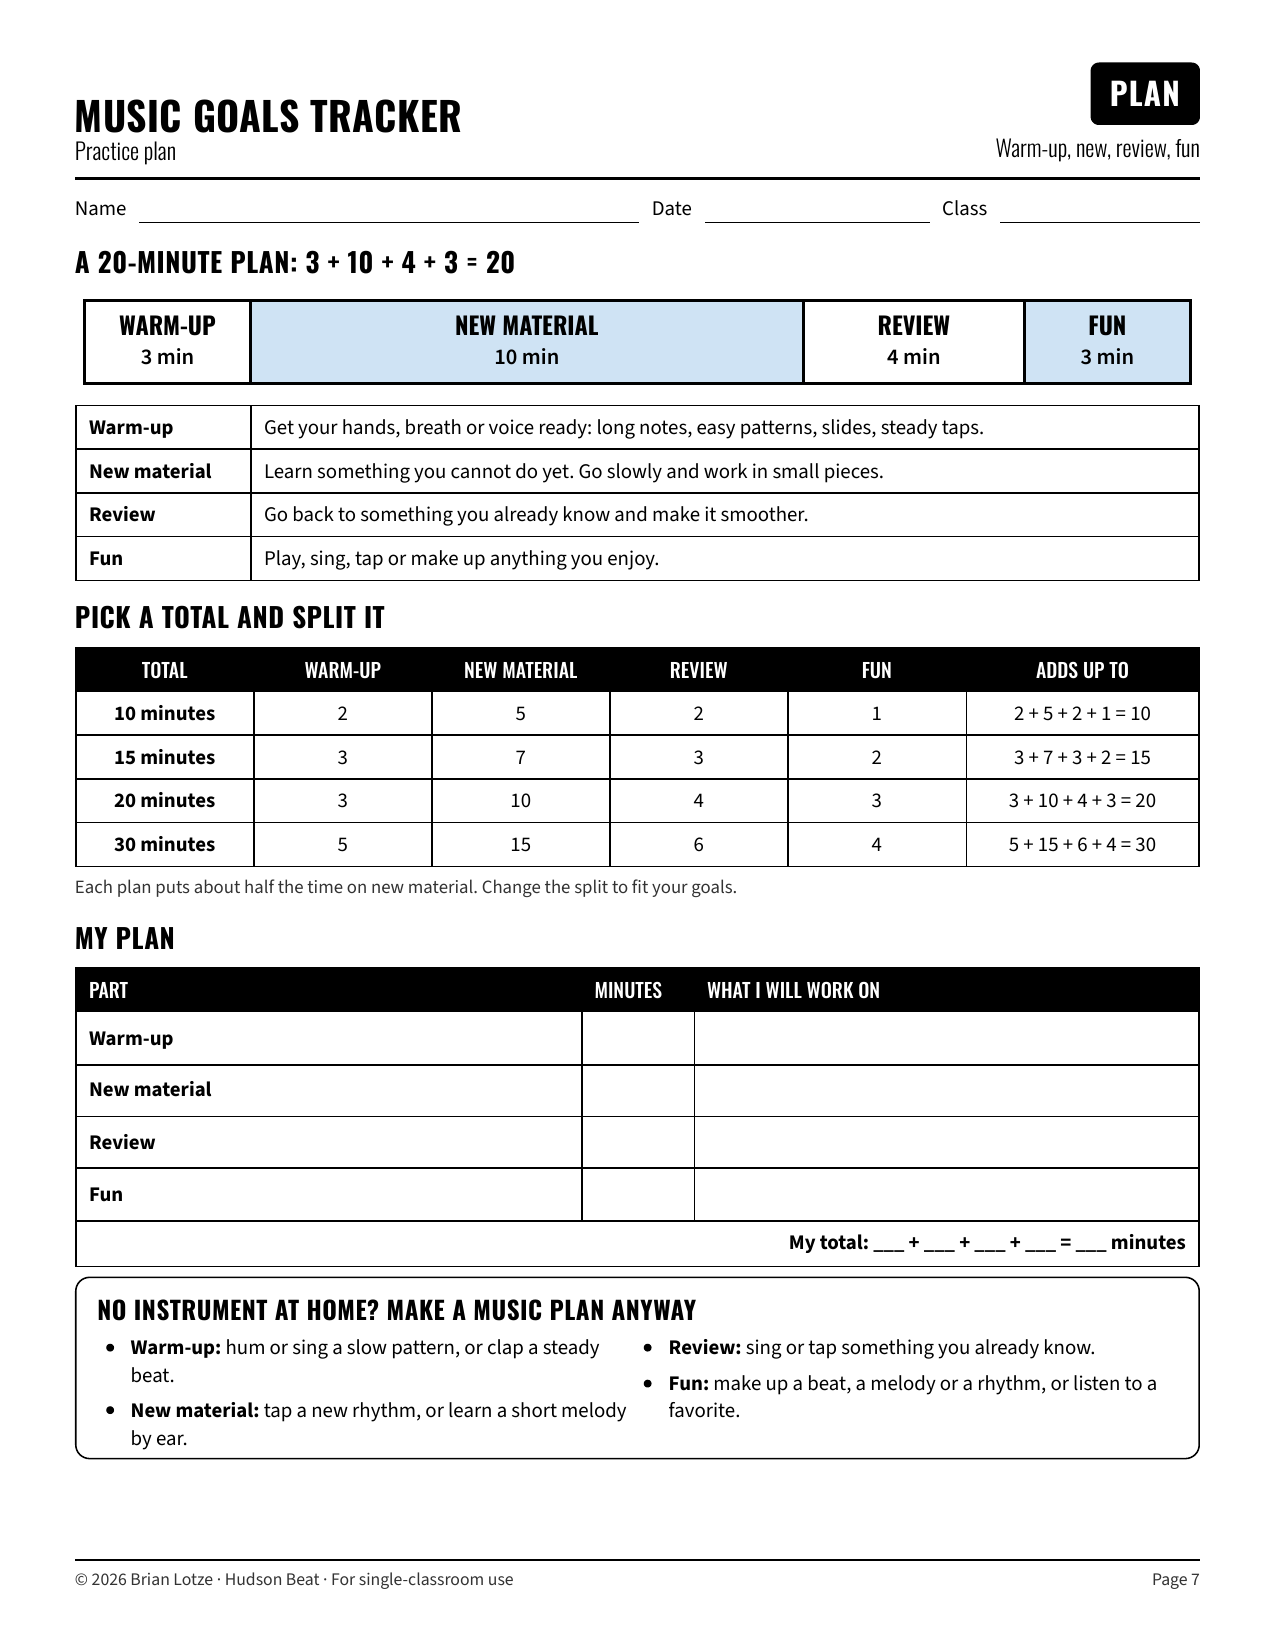 MUSIC GOALS TRACKER
PLAN
Practice plan
Warm-up, new, review, fun
Name Date Class
A 20-MINUTE PLAN: 3 + 10 + 4 + 3 = 20
WARM-UP NEW MATERIAL REVIEW FUN
3 min 10 min 4 min 3 min
Warm-up Get your hands, breath or voice ready: long notes, easy patterns, slides, steady taps.
New material Learn something you cannot do yet. Go slowly and work in small pieces.
Review Go back to something you already know and make it smoother.
Fun Play, sing, tap or make up anything you enjoy.
PICK A TOTAL AND SPLIT IT
TOTAL WARM-UP NEW MATERIAL REVIEW FUN ADDS UP TO
10 minutes 2 5 2 1 2 + 5 + 2 + 1 = 10
15 minutes 3 7 3 2 3 + 7 + 3 + 2 = 15
20 minutes 3 10 4 3 3 + 10 + 4 + 3 = 20
30 minutes 5 15 6 4 5 + 15 + 6 + 4 = 30
Each plan puts about half the time on new material. Change the split to fit your goals.
MY PLAN
PART MINUTES WHAT I WILL WORK ON
Warm-up
New material
Review
Fun
My total: ___ + ___ + ___ + ___ = ___ minutes
NO INSTRUMENT AT HOME? MAKE A MUSIC PLAN ANYWAY
• Warm-up: hum or sing a slow pattern, or clap a steady
beat.
• New material: tap a new rhythm, or learn a short melody
by ear.
• Review: sing or tap something you already know.
• Fun: make up a beat, a melody or a rhythm, or listen to a
favorite.
© 2026 Brian Lotze · Hudson Beat · For single-classroom use
Page 7